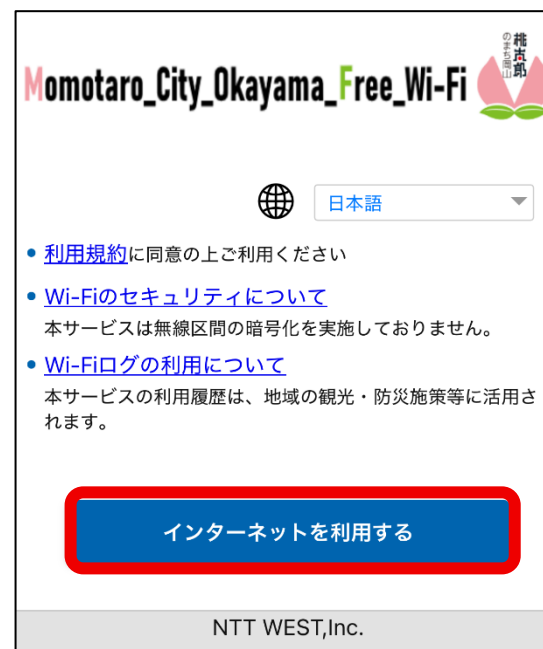 Momotaro_City_Okayama_Free_Wi-Fi
桃太郎
のまち岡山
日本語
• 利用規約に同意の上ご利用ください
• Wi-Fiのセキュリティについて
本サービスは無線区間の暗号化を実施しておりません。
• Wi-Fiログの利用について
本サービスの利用履歴は、地域の観光・防災施策等に活用さ
れます。
インターネットを利用する
NTT WEST,Inc.